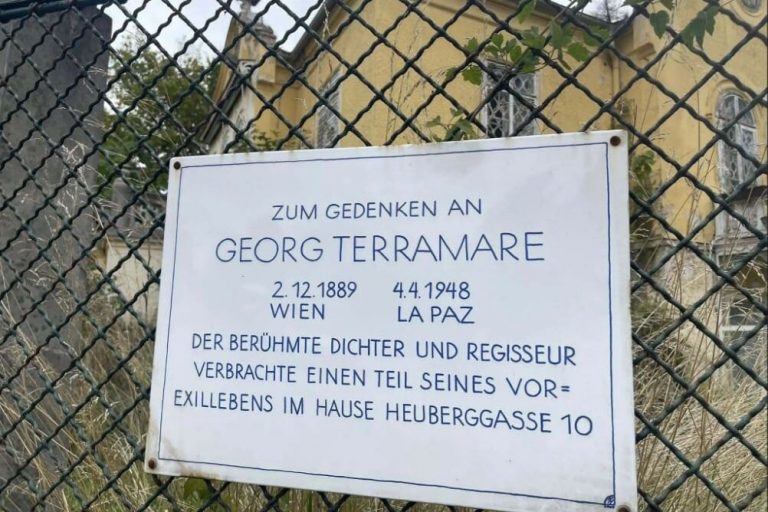 ZUM GEDENKEN AN
GEORG TERRAMARE
2.12.1889 4.4.1948
WIEN LA PAZ
DER BERÜHMTE DICHTER UND REGISSEUR
VERBRACHTE EINEN TEIL SEINES VOR=
EXILLEBENS IM HAUSE HEUBERGGASSE 10